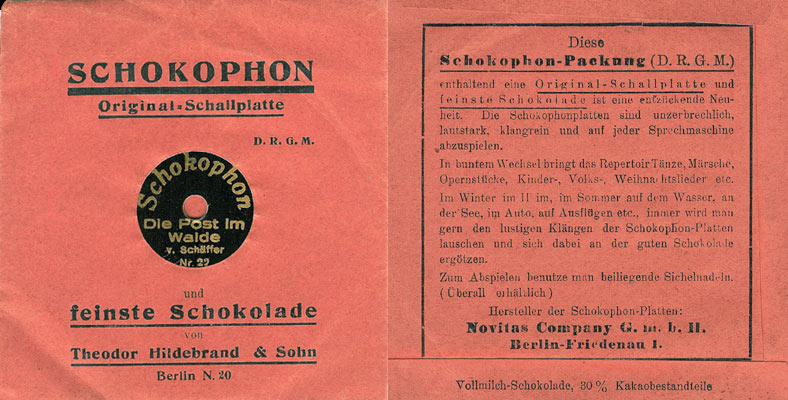 SCHOKOPHON
Original-Schallplatte
D. R. G. M.
Schokophon
Die Post im
Walde
v. Schäffer
Nr. 29
und
feinste Schokolade
von
Theodor Hildebrand & Sohn
Berlin N. 20
Diese
Schokophon-Packung (D. R. G. M.)
enthaltend eine Original-Schallplatte und
feinste Schokolade ist eine entzückende Neu-
heit. Die Schokophonplatten sind unzerbrechlich,
lautstark, klangrein und auf jeder Sprechmaschine
abzuspielen.
In buntem Wechsel bringt das Repertoir Tänze, Märsche,
Opernstücke, Kinder-, Volks-, Weihnachtslieder etc.
Im Winter im H im, im Sommer auf dem Wasser, an
der See, im Auto, auf Ausflügen etc., immer wird man
gern den lustigen Klängen der Schokophon-Platten
lauschen und sich dabei an der guten Schokolade
ergötzen.
Zum Abspielen benutze man beiliegende Sichelnadeln.
(Überall erhältlich)
Hersteller der Schokophon-Platten:
Novitas Company G. m. b. H.
Berlin-Friedenau 1.
Vollmilch-Schokolade, 30% Kakaobestandteile